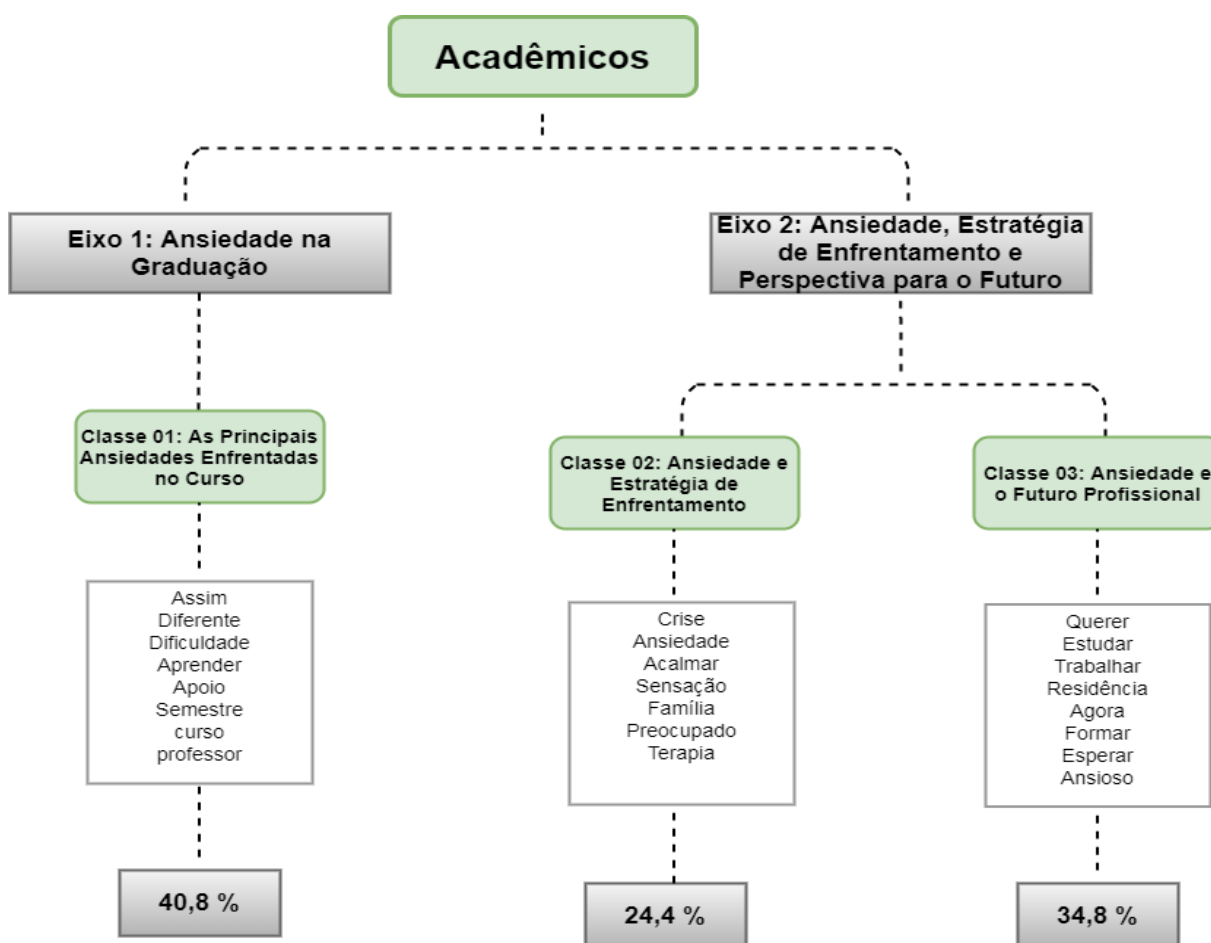 Acadêmicos
Eixo 1: Ansiedade na
Graduação
Eixo 2: Ansiedade, Estratégia
de Enfrentamento e
Perspectiva para o Futuro
Classe 01: As Principais
Ansiedades Enfrentadas
no Curso
Classe 02: Ansiedade e
Estratégia de
Enfrentamento
Classe 03: Ansiedade e
o Futuro Profissional
Assim
Diferente
Dificuldade
Aprender
Apoio
Semestre
curso
professor
Crise
Ansiedade
Acalmar
Sensação
Família
Preocupado
Terapia
Querer
Estudar
Trabalhar
Residência
Agora
Formar
Esperar
Ansioso
40,8 %
24,4 %
34,8 %